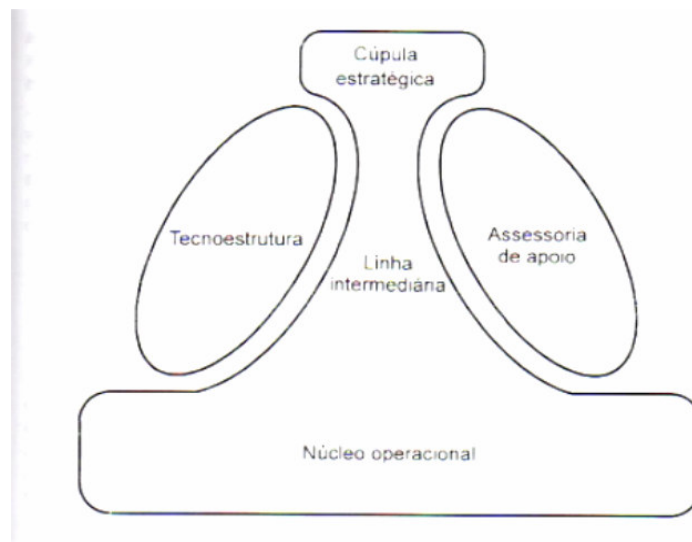 Cúpula
estratégica
Tecnoestrutura
Linha
intermediária
Assessoria
de apoio
Núcleo operacional